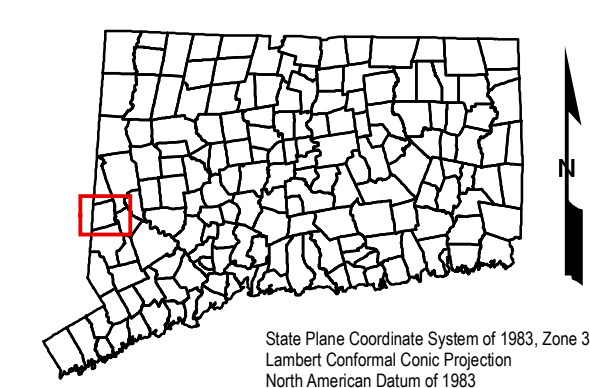 N
State Plane Coordinate System of 1983, Zone 3
Lambert Conformal Conic Projection
North American Datum of 1983